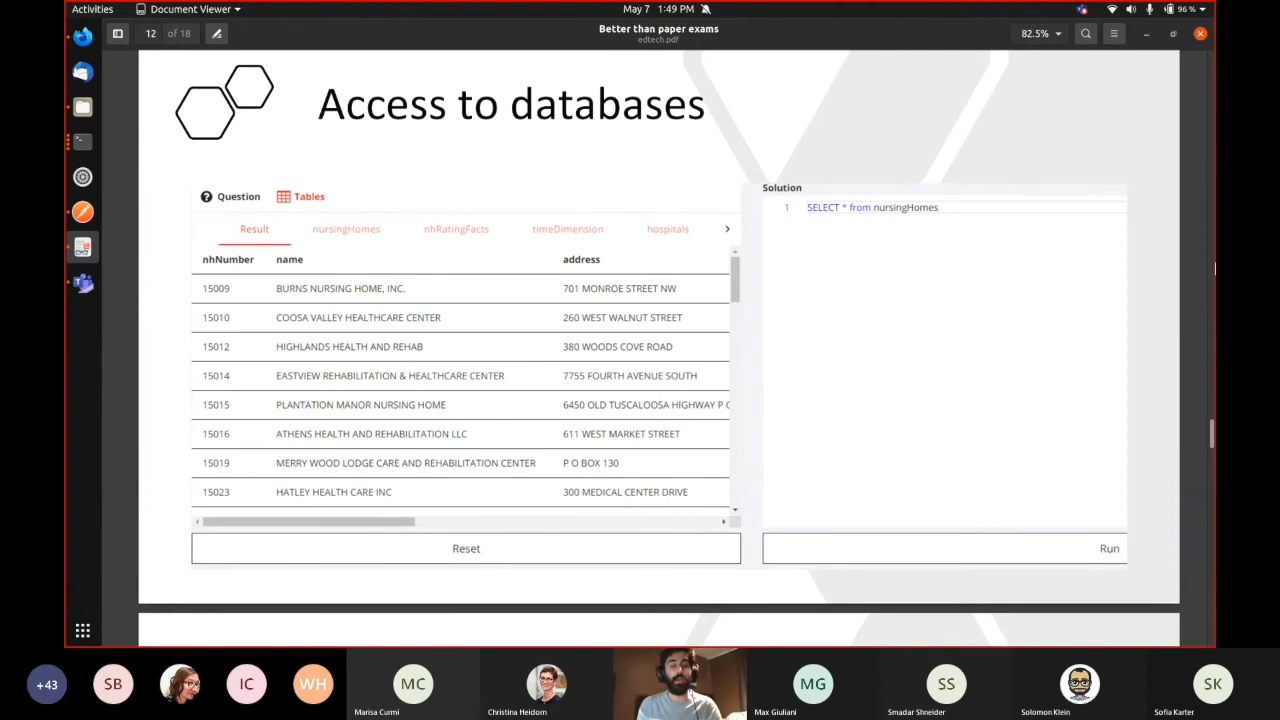 Activities Document Viewer May 7 1:49 PM 96 %
12 of 18 Better than paper exams 82.5%
edtech.pdf
Access to databases
Question Tables
Result nursingHomes nhRatingFacts timeDimension hospitals
nhNumber name address
15009 BURNS NURSING HOME, INC. 701 MONROE STREET NW
15010 COOSA VALLEY HEALTHCARE CENTER 260 WEST WALNUT STREET
15012 HIGHLANDS HEALTH AND REHAB 380 WOODS COVE ROAD
15014 EASTVIEW REHABILITATION & HEALTHCARE CENTER 7755 FOURTH AVENUE SOUTH
15015 PLANTATION MANOR NURSING HOME 6450 OLD TUSCALOOSA HIGHWAY P O
15016 ATHENS HEALTH AND REHABILITATION LLC 611 WEST MARKET STREET
15019 MERRY WOOD LODGE CARE AND REHABILITATION CENTER P O BOX 130
15023 HATLEY HEALTH CARE INC 300 MEDICAL CENTER DRIVE
Reset
Solution
1 SELECT * from nursingHomes
Run
+43 SB IC WH MC MG SS SK
Marisa Curmi Christina Heidorn Max Giuliani Smadar Shneider Solomon Klein Sofia Karter